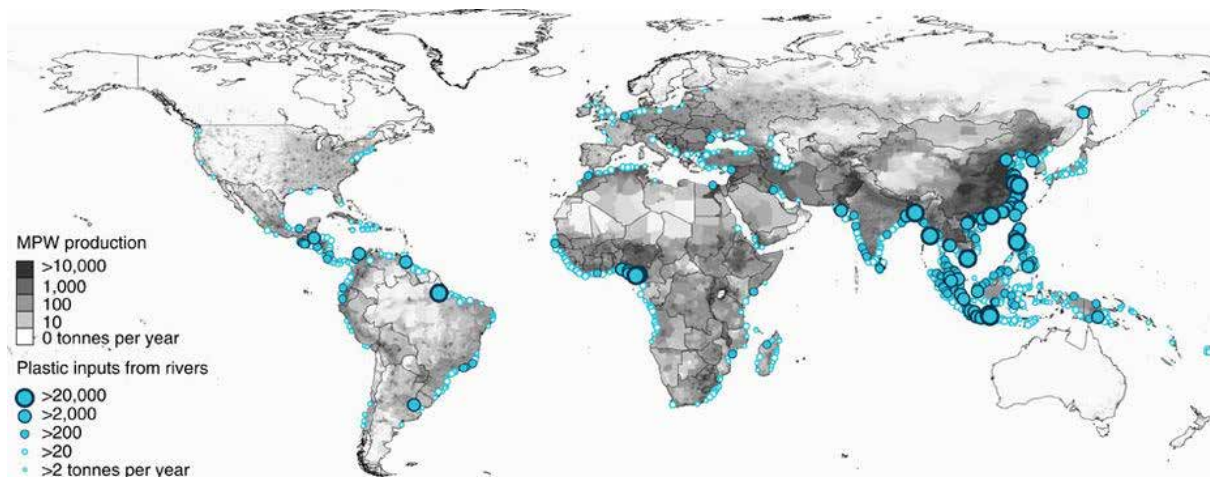 MPW production
>10,000
1,000
100
10
0 tonnes per year
Plastic inputs from rivers
>20,000
>2,000
>200
>20
>2 tonnes per year